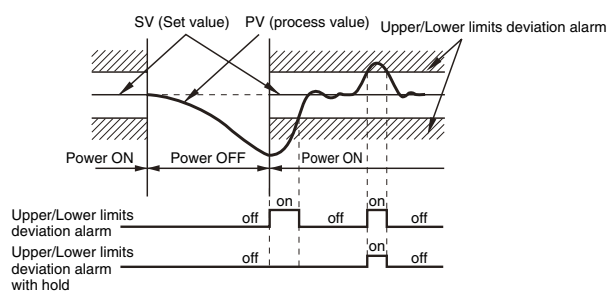 SV (Set value) PV (process value) Upper/Lower limits deviation alarm
Power ON Power OFF Power ON
Upper/Lower limits
deviation alarm
off on off on off
Upper/Lower limits
deviation alarm
with hold
off on off